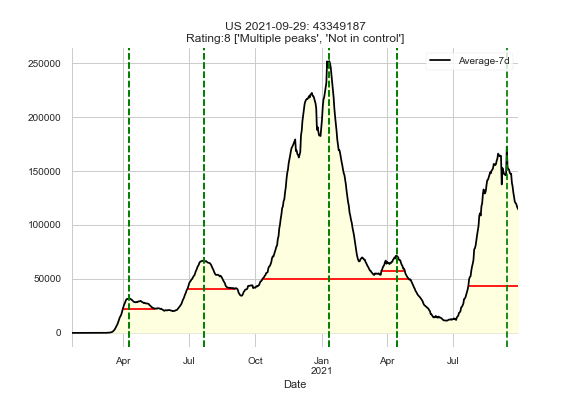 US 2021-09-29: 43349187
Rating:8 ['Multiple peaks', 'Not in control']
Average-7d
250000
200000
150000
100000
50000
0
Apr Jul Oct Jan Apr Jul
2021
Date